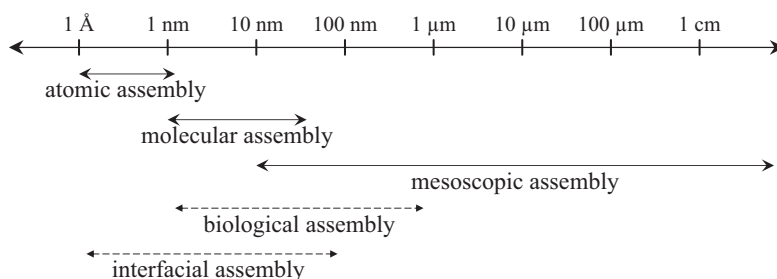 1 Å 1 nm 10 nm 100 nm 1 µm 10 µm 100 µm 1 cm
atomic assembly
molecular assembly
mesoscopic assembly
biological assembly
interfacial assembly